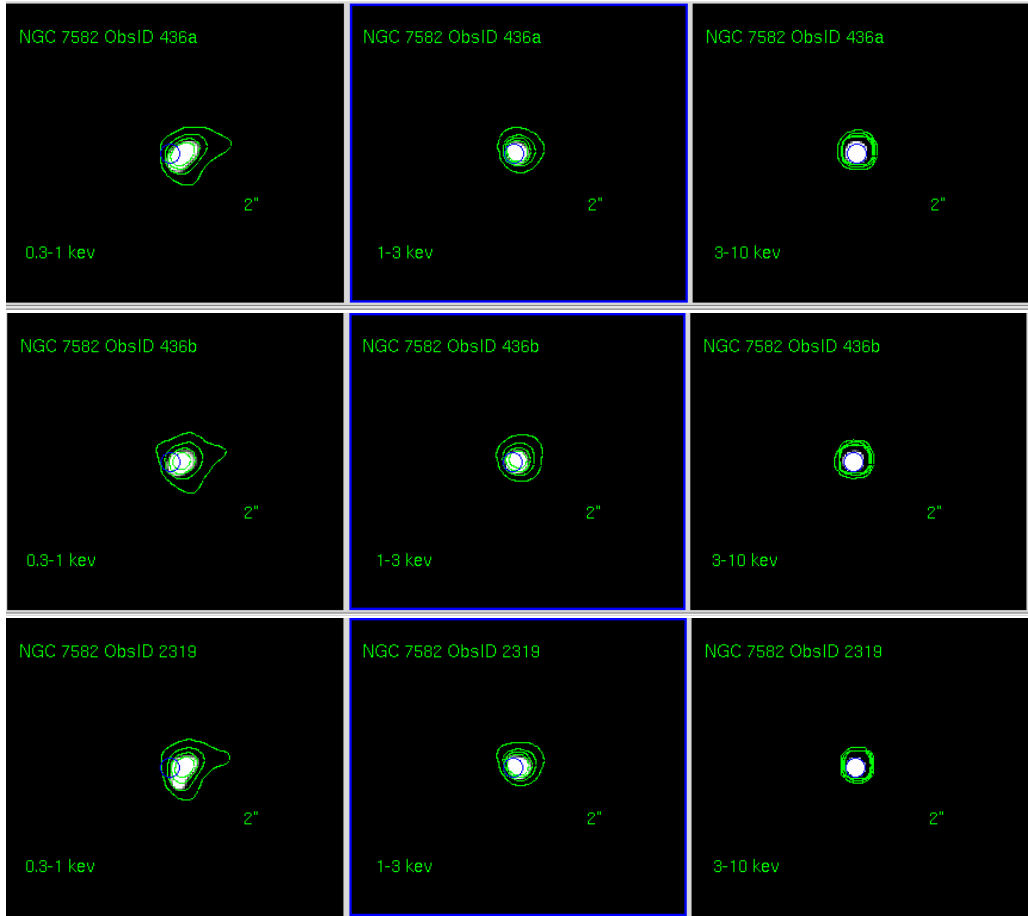 NGC 7582 ObsID 436a
2"
0.3-1 kev
NGC 7582 ObsID 436a
2"
1-3 kev
NGC 7582 ObsID 436a
2"
3-10 kev
NGC 7582 ObsID 436b
2"
0.3-1 kev
NGC 7582 ObsID 436b
2"
1-3 kev
NGC 7582 ObsID 436b
2"
3-10 kev
NGC 7582 ObsID 2319
2"
0.3-1 kev
NGC 7582 ObsID 2319
2"
1-3 kev
NGC 7582 ObsID 2319
2"
3-10 kev